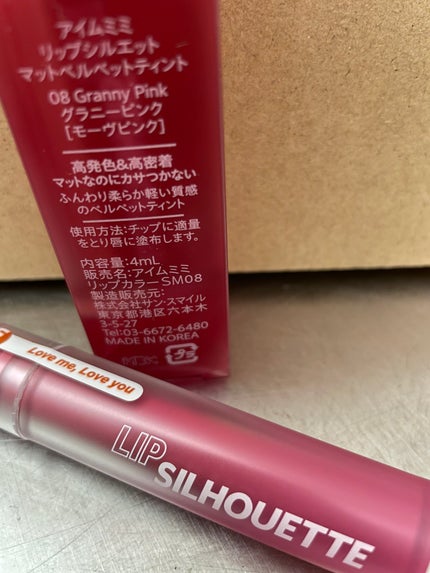 アイムミミ
リップシルエット
マットベルベットティント
08 Granny Pink
グラニーピンク
[モーヴピンク]
高発色&高密着
マットなのにカサつかない
ふんわり柔らか軽い質感
のベルベットティント
使用方法:チップに適量
をとり唇に塗布します。
内容量:4mL
販売名:アイムミミ
リップカラーSM08
製造販売元:
株式会社サン・スマイル
東京都港区六本木
3-5-27
Tel:03-6672-6480
MADE IN KOREA
Love me, Love you
LIP
SILHOUETTE